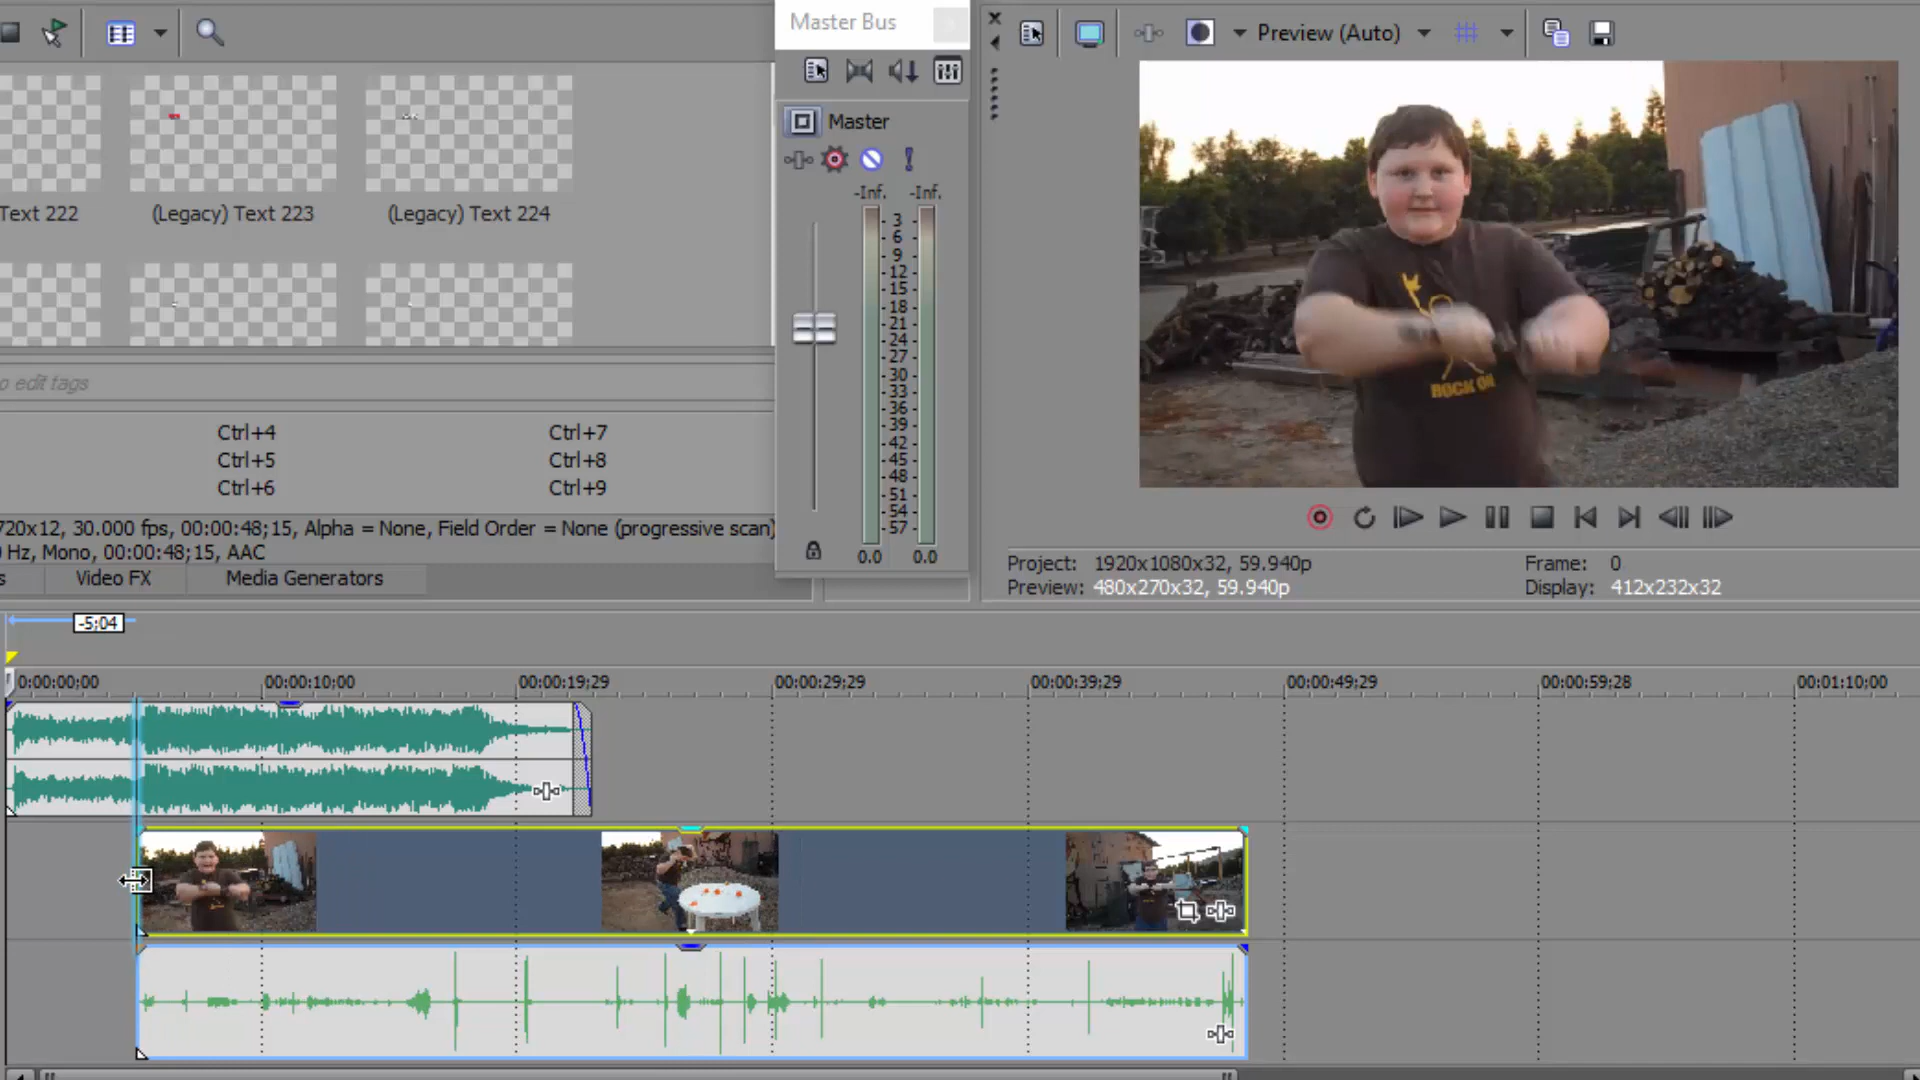 Master Bus
Preview (Auto)
Master
-Inf.
-Inf.
3
6
9
12
15
18
21
24
27
30
33
36
39
42
45
48
51
54
57
0.0
0.0
Text 222
(Legacy) Text 223
(Legacy) Text 224
o edit tags
Ctrl+4
Ctrl+7
Ctrl+5
Ctrl+8
Ctrl+6
Ctrl+9
720x12, 30.000 fps, 00:00:48;15, Alpha = None, Field Order = None (progressive scan)
Hz, Mono, 00:00:48;15, AAC
s
Video FX
Media Generators
ROCK ON
Project: 1920x1080x32, 59.940p
Frame: 0
Preview: 480x270x32, 59.940p
Display: 412x232x32
-5;04
0:00:00;00
00:00:10;00
00:00:19;29
00:00:29;29
00:00:39;29
00:00:49;29
00:00:59;28
00:01:10;00